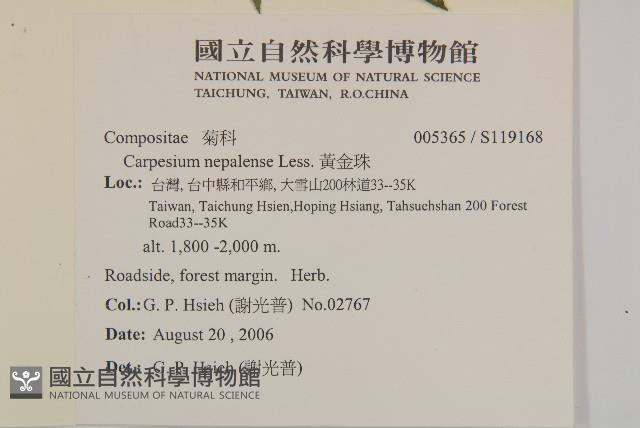 國立自然科學博物館
NATIONAL MUSEUM OF NATURAL SCIENCE
TAICHUNG, TAIWAN, R.O.CHINA
Compositae 菊科 005365 / S119168
Carpesium nepalense Less. 黃金珠
Loc.: 台灣, 台中縣和平鄉, 大雪山200林道33--35K
Taiwan, Taichung Hsien,Hoping Hsiang, Tahsuehshan 200 Forest
Road33--35K
alt. 1,800 -2,000 m.
Roadside, forest margin. Herb.
Col.: G. P. Hsieh (謝光普) No.02767
Date: August 20 , 2006
Det.: G. P. Hsieh (謝光普)
國立自然科學博物館
NATIONAL MUSEUM OF NATURAL SCIENCE